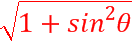 √(1 + sin²θ)